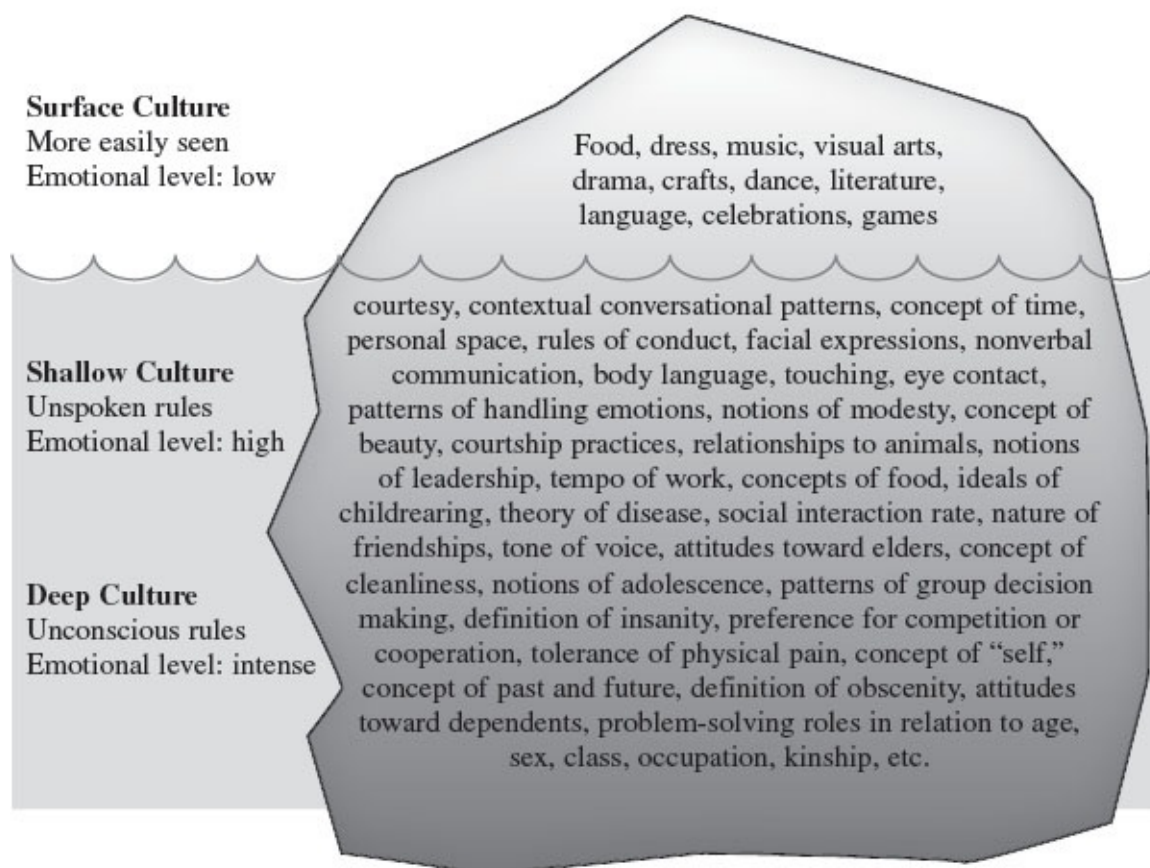 Surface Culture
More easily seen
Emotional level: low
Food, dress, music, visual arts,
drama, crafts, dance, literature,
language, celebrations, games
Shallow Culture
Unspoken rules
Emotional level: high
Deep Culture
Unconscious rules
Emotional level: intense
courtesy, contextual conversational patterns, concept of time,
personal space, rules of conduct, facial expressions, nonverbal
communication, body language, touching, eye contact,
patterns of handling emotions, notions of modesty, concept of
beauty, courtship practices, relationships to animals, notions
of leadership, tempo of work, concepts of food, ideals of
childrearing, theory of disease, social interaction rate, nature of
friendships, tone of voice, attitudes toward elders, concept of
cleanliness, notions of adolescence, patterns of group decision
making, definition of insanity, preference for competition or
cooperation, tolerance of physical pain, concept of “self,”
concept of past and future, definition of obscenity, attitudes
toward dependents, problem-solving roles in relation to age,
sex, class, occupation, kinship, etc.